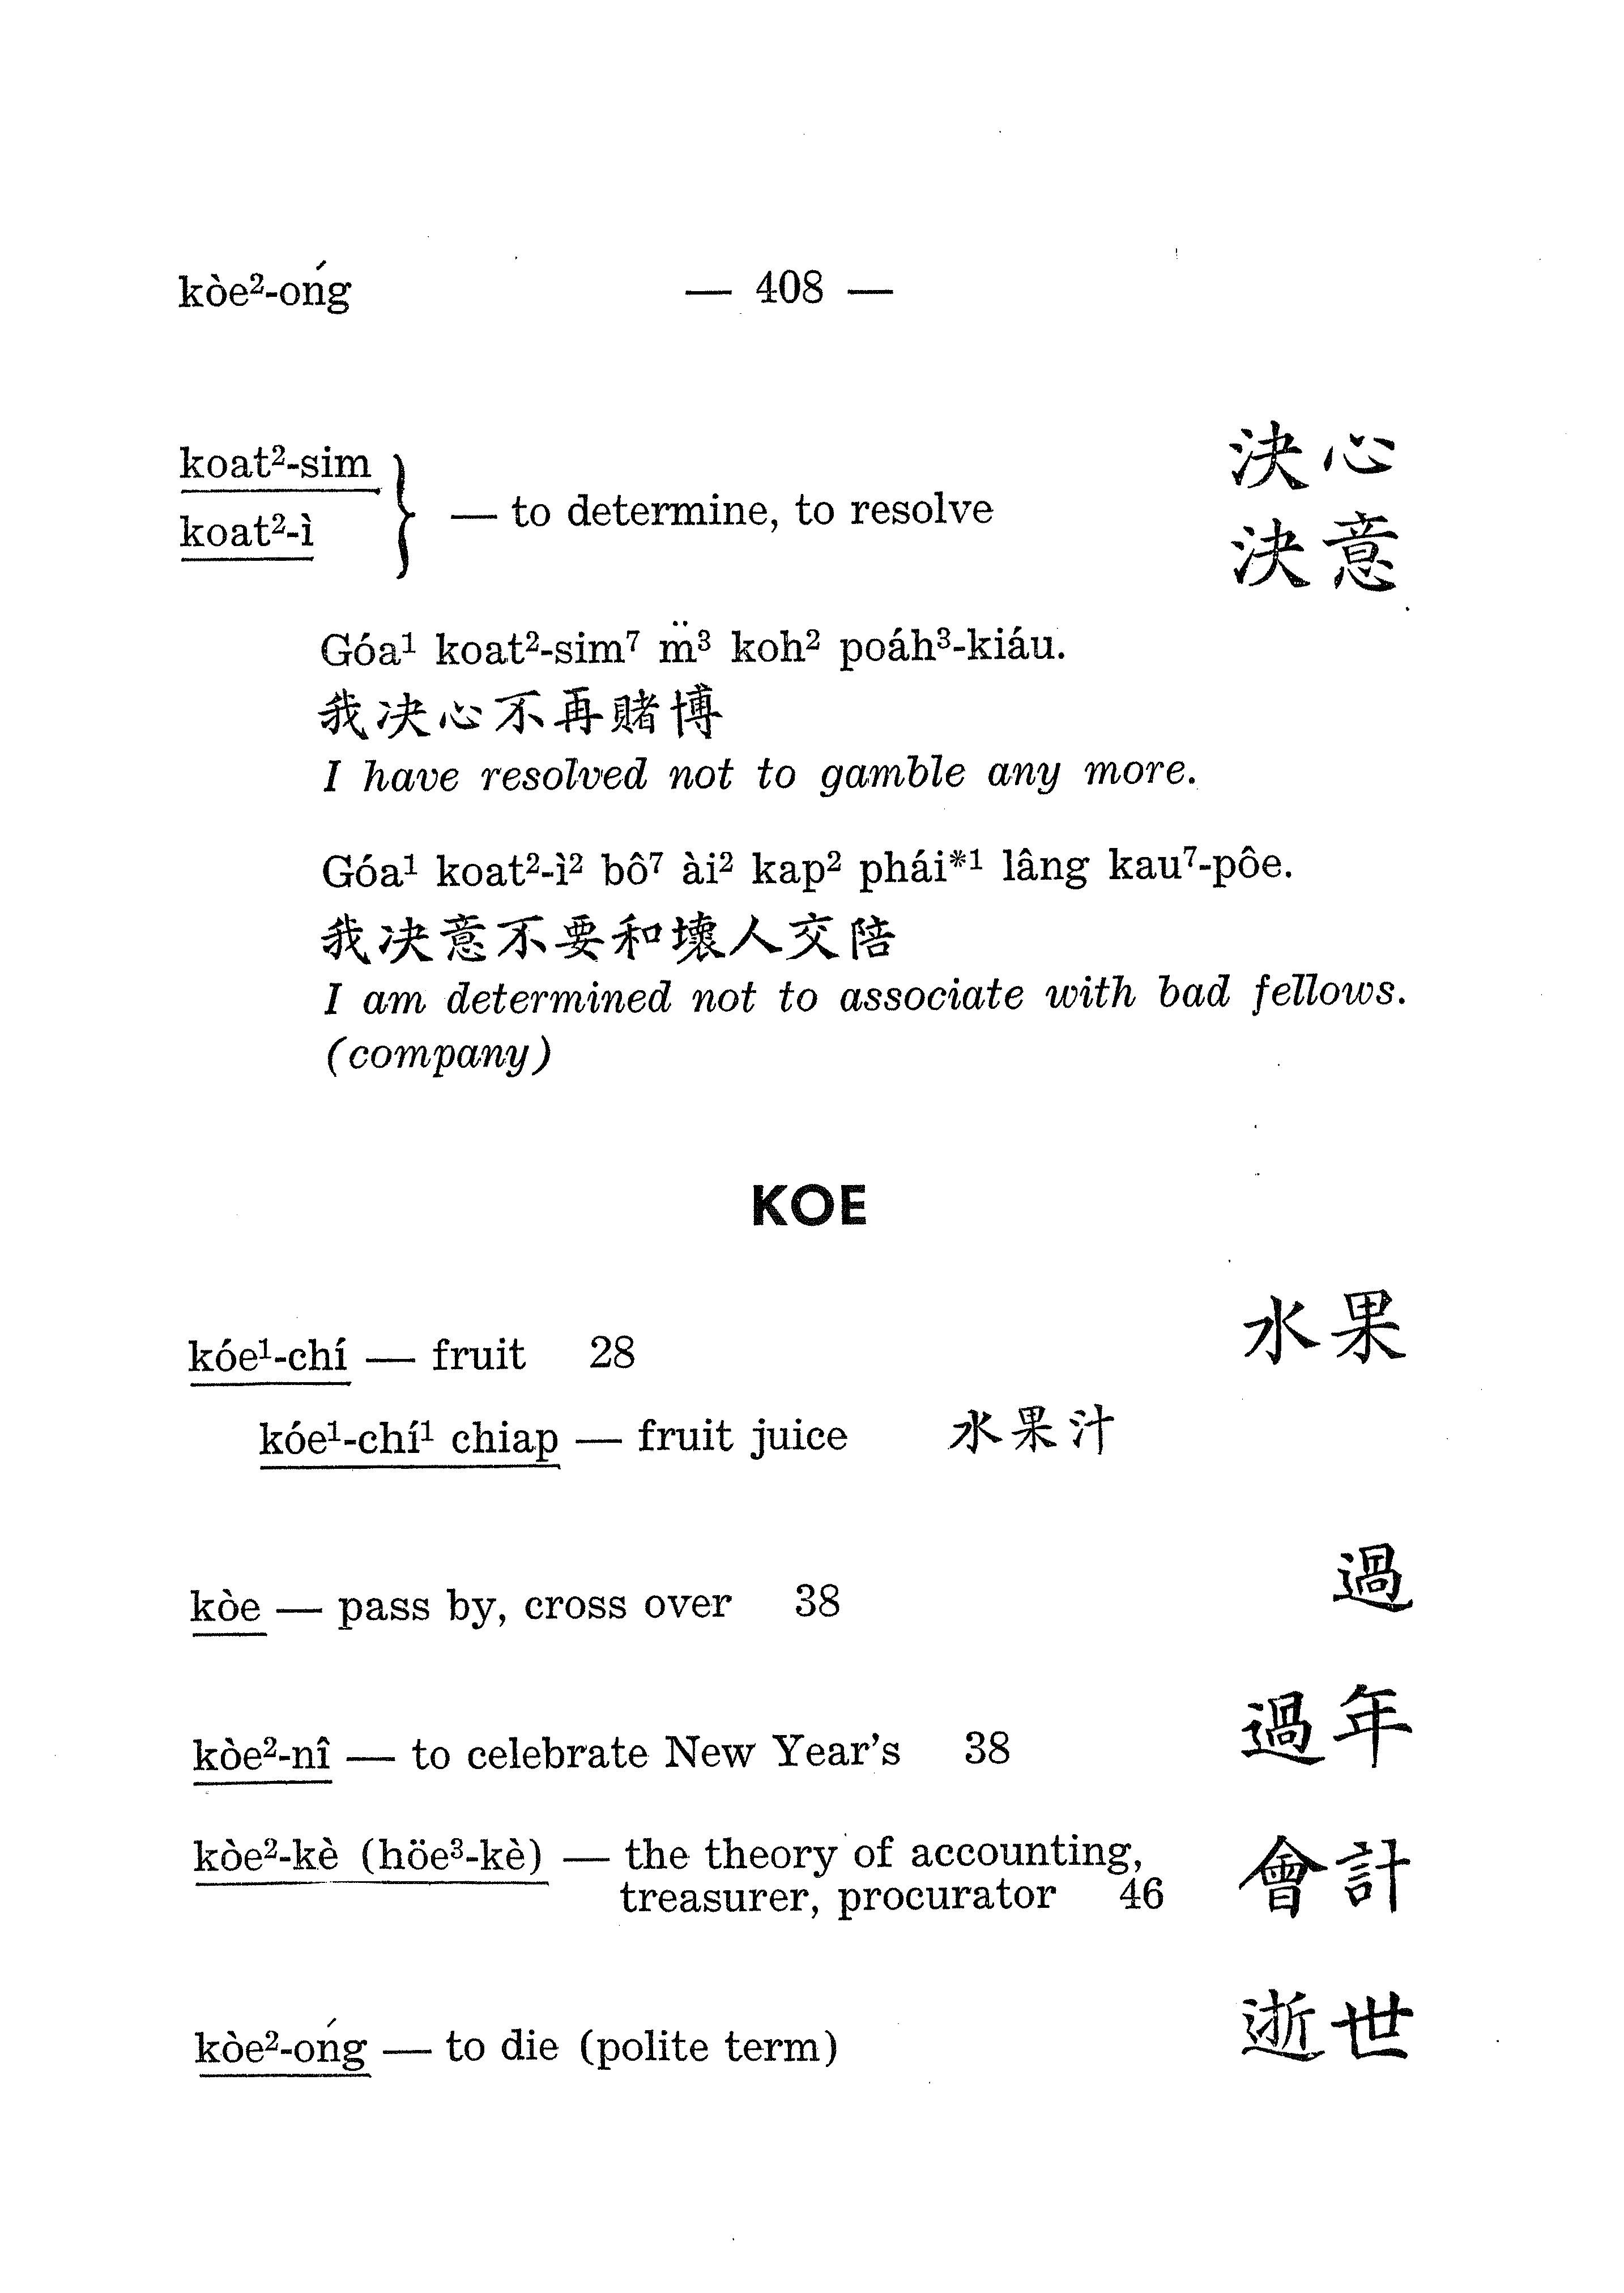 kòe²-óng — 408 —
koat²-sim 決心
koat²-ì — to determine, to resolve 決意
Góa¹ koat²-sim⁷ m̈³ koh² poáh³-kiáu.
我决心不再賭博
I have resolved not to gamble any more.
Góa¹ koat²-ì² bô⁷ ài² kap² phái*¹ lâng kau⁷-pôe.
我决意不要和壞人交陪
I am determined not to associate with bad fellows.
(company)
KOE
kóe¹-chí — fruit 28 水果
kóe¹-chí¹ chiap — fruit juice 水果汁
kòe — pass by, cross over 38 過
kòe²-nî — to celebrate New Year's 38 過年
kòe²-kè (höe³-kè) — the theory of accounting, 會計
treasurer, procurator 46
kòe²-óng — to die (polite term) 逝世